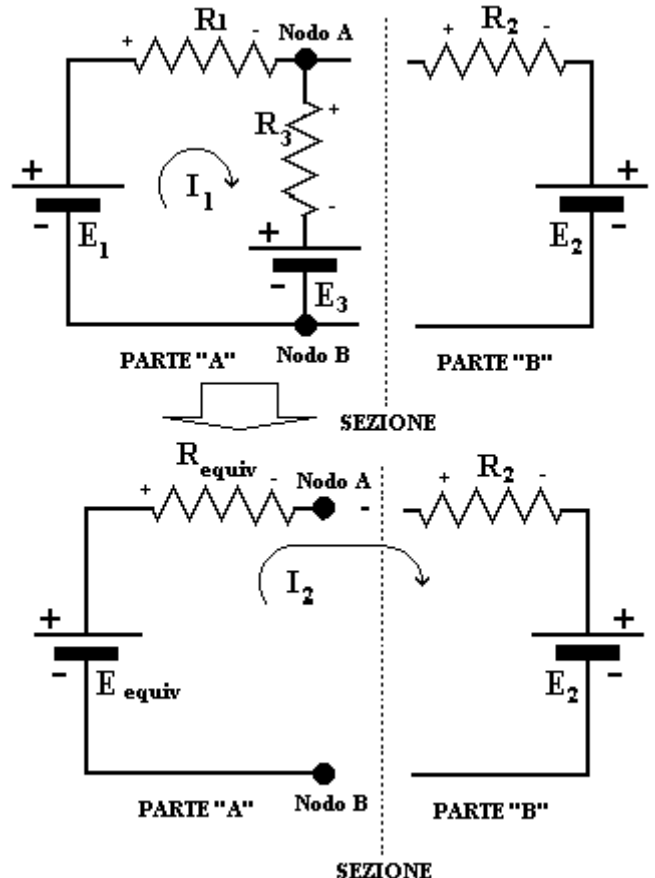 R1
Nodo A
R2
+ -
+ -
R3
+
-
+
-
I1
E1
+
-
E3
+
-
E2
PARTE "A"
Nodo B
PARTE "B"
SEZIONE
Requiv
Nodo A
R2
+ -
-
+ -
I2
+
-
E equiv
+
-
E2
PARTE "A"
Nodo B
PARTE "B"
SEZIONE